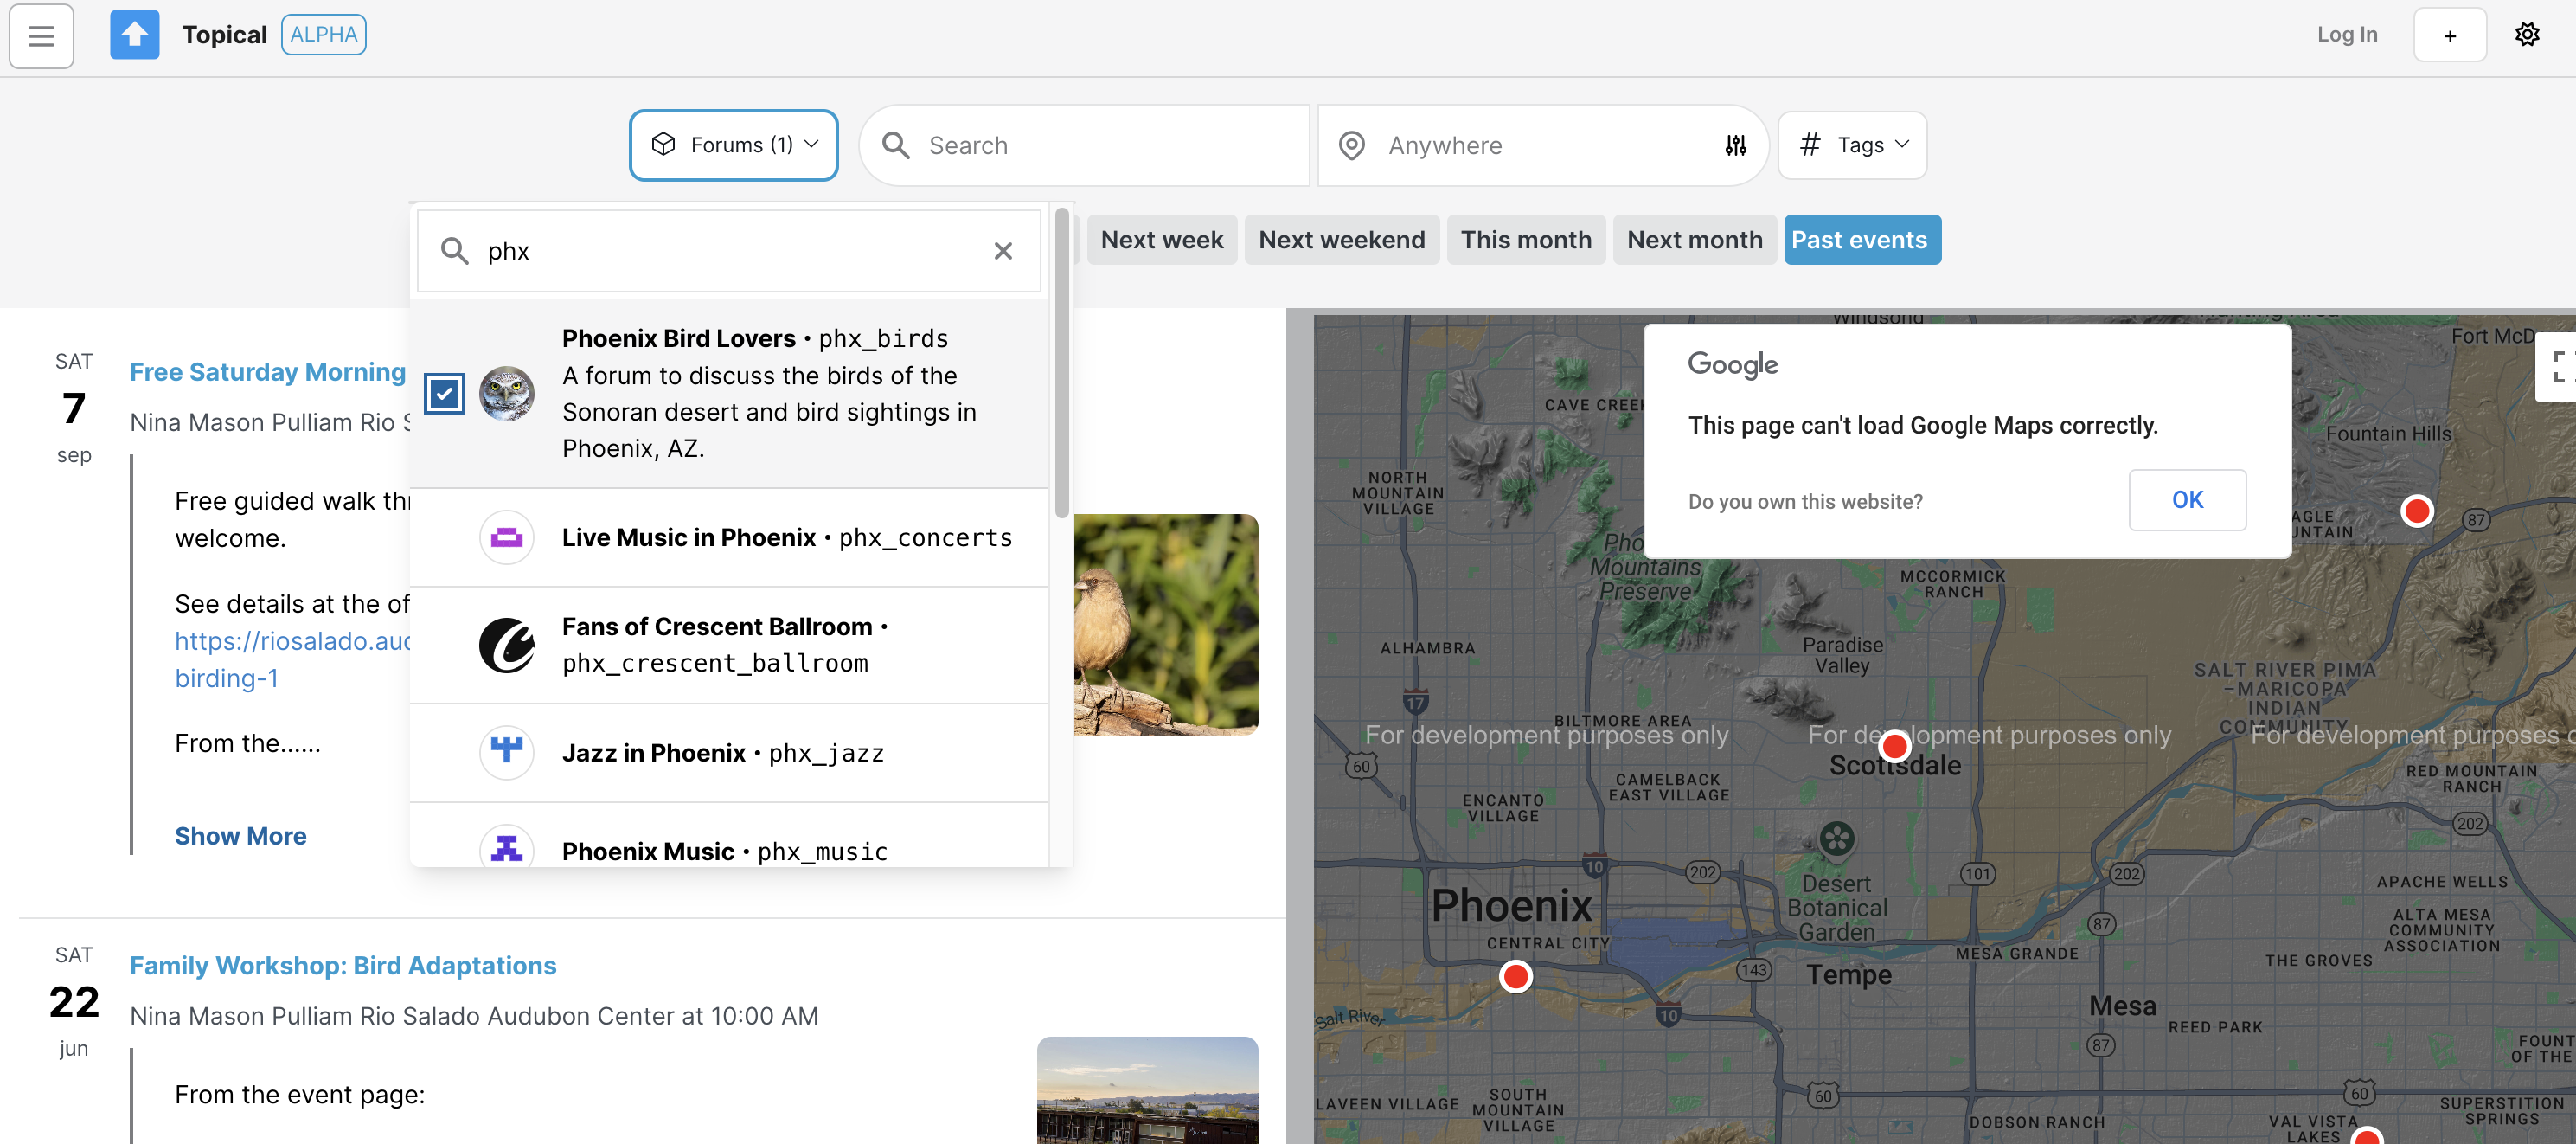 Topical
ALPHA
Log In
+
Forums (1)
Search
Anywhere
# Tags
phx
Next week
Next weekend
This month
Next month
Past events
Phoenix Bird Lovers • phx_birds
A forum to discuss the birds of the
Sonoran desert and bird sightings in
Phoenix, AZ.
Live Music in Phoenix • phx_concerts
Fans of Crescent Ballroom •
phx_crescent_ballroom
Jazz in Phoenix • phx_jazz
Phoenix Music • phx_music
SAT
7
sep
Free Saturday Morning
Nina Mason Pulliam Rio S
Free guided walk thr
welcome.
See details at the of
https://riosalado.auc
birding-1
From the......
Show More
SAT
22
jun
Family Workshop: Bird Adaptations
Nina Mason Pulliam Rio Salado Audubon Center at 10:00 AM
From the event page:
Google
This page can't load Google Maps correctly.
Do you own this website?
OK
Windsong
Fort McD
CAVE CREEK
Fountain Hills
NORTH
MOUNTAIN
VILLAGE
87
Mountains
Preserve
MCCORMICK
RANCH
ALHAMBRA
Paradise
Valley
SALT RIVER PIMA
–MARICOPA
INDIAN
COMMUNITY
17
BILTMORE AREA
For development purposes only
For development purposes only
For development purposes o
60
Scottsdale
CAMELBACK
EAST VILLAGE
RED MOUNTAIN
RANCH
ENCANTO
VILLAGE
202
10
202
101
202
Desert
Botanical
Garden
APACHE WELLS
Phoenix
CENTRAL CITY
87
ALTA MESA
COMMUNITY
ASSOCIATION
MESA GRANDE
THE GROVES
143
Tempe
Mesa
10
Salt River
REED PARK
87
FOUNT
OF THE
60
60
LAVEEN VILLAGE
SOUTH
MOUNTAIN
VILLAGE
DOBSON RANCH
VAL VISTA
LAKES
SUPERSTITION
SPRINGS